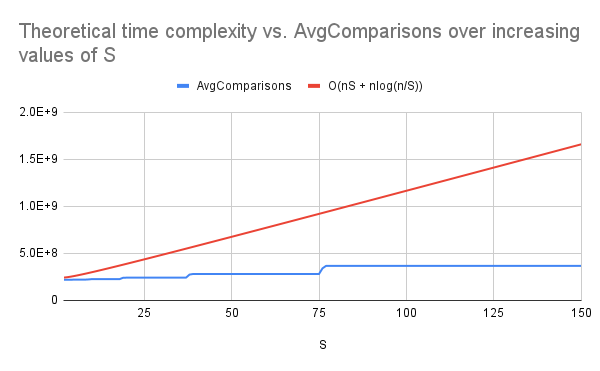 Theoretical time complexity vs. AvgComparisons over increasing
values of S
AvgComparisons O(nS + nlog(n/S))
2.0E+9
1.5E+9
1.0E+9
5.0E+8
0
25 50 75 100 125 150
S